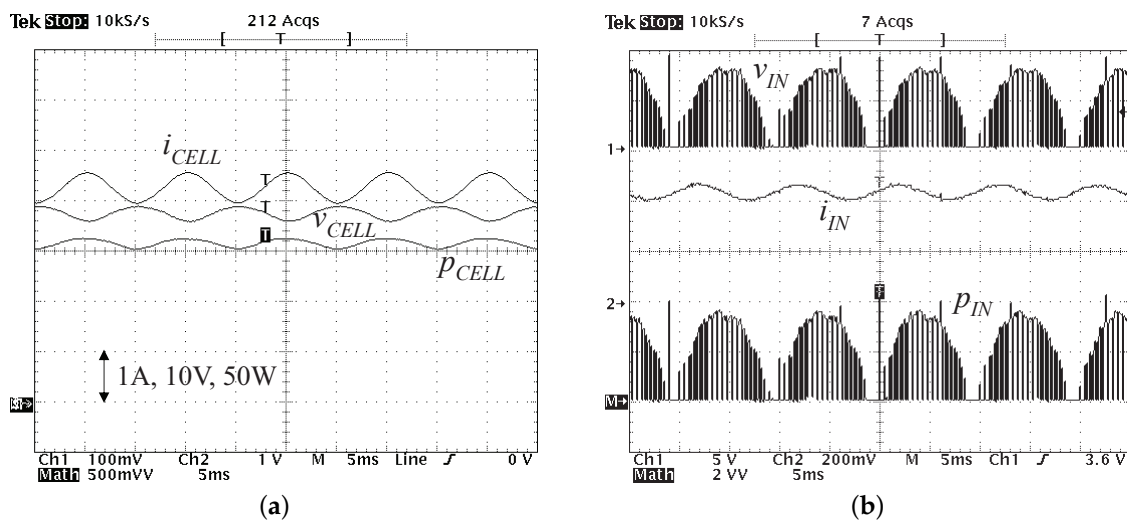 Tek Stop: 10kS/s 212 Acqs
[ T ]
i_CELL
T
T
v_CELL
T
p_CELL
1A, 10V, 50W
Ch1 100mV Ch2 1 V M 5ms Line 0 V
Math 500mVV 5ms
(a)
Tek Stop: 10kS/s 7 Acqs
[ T ]
v_IN
1→
i_IN
2→
p_IN
M→
Ch1 5 V Ch2 200mV M 5ms Ch1 3.6 V
Math 2 VV 5ms
(b)